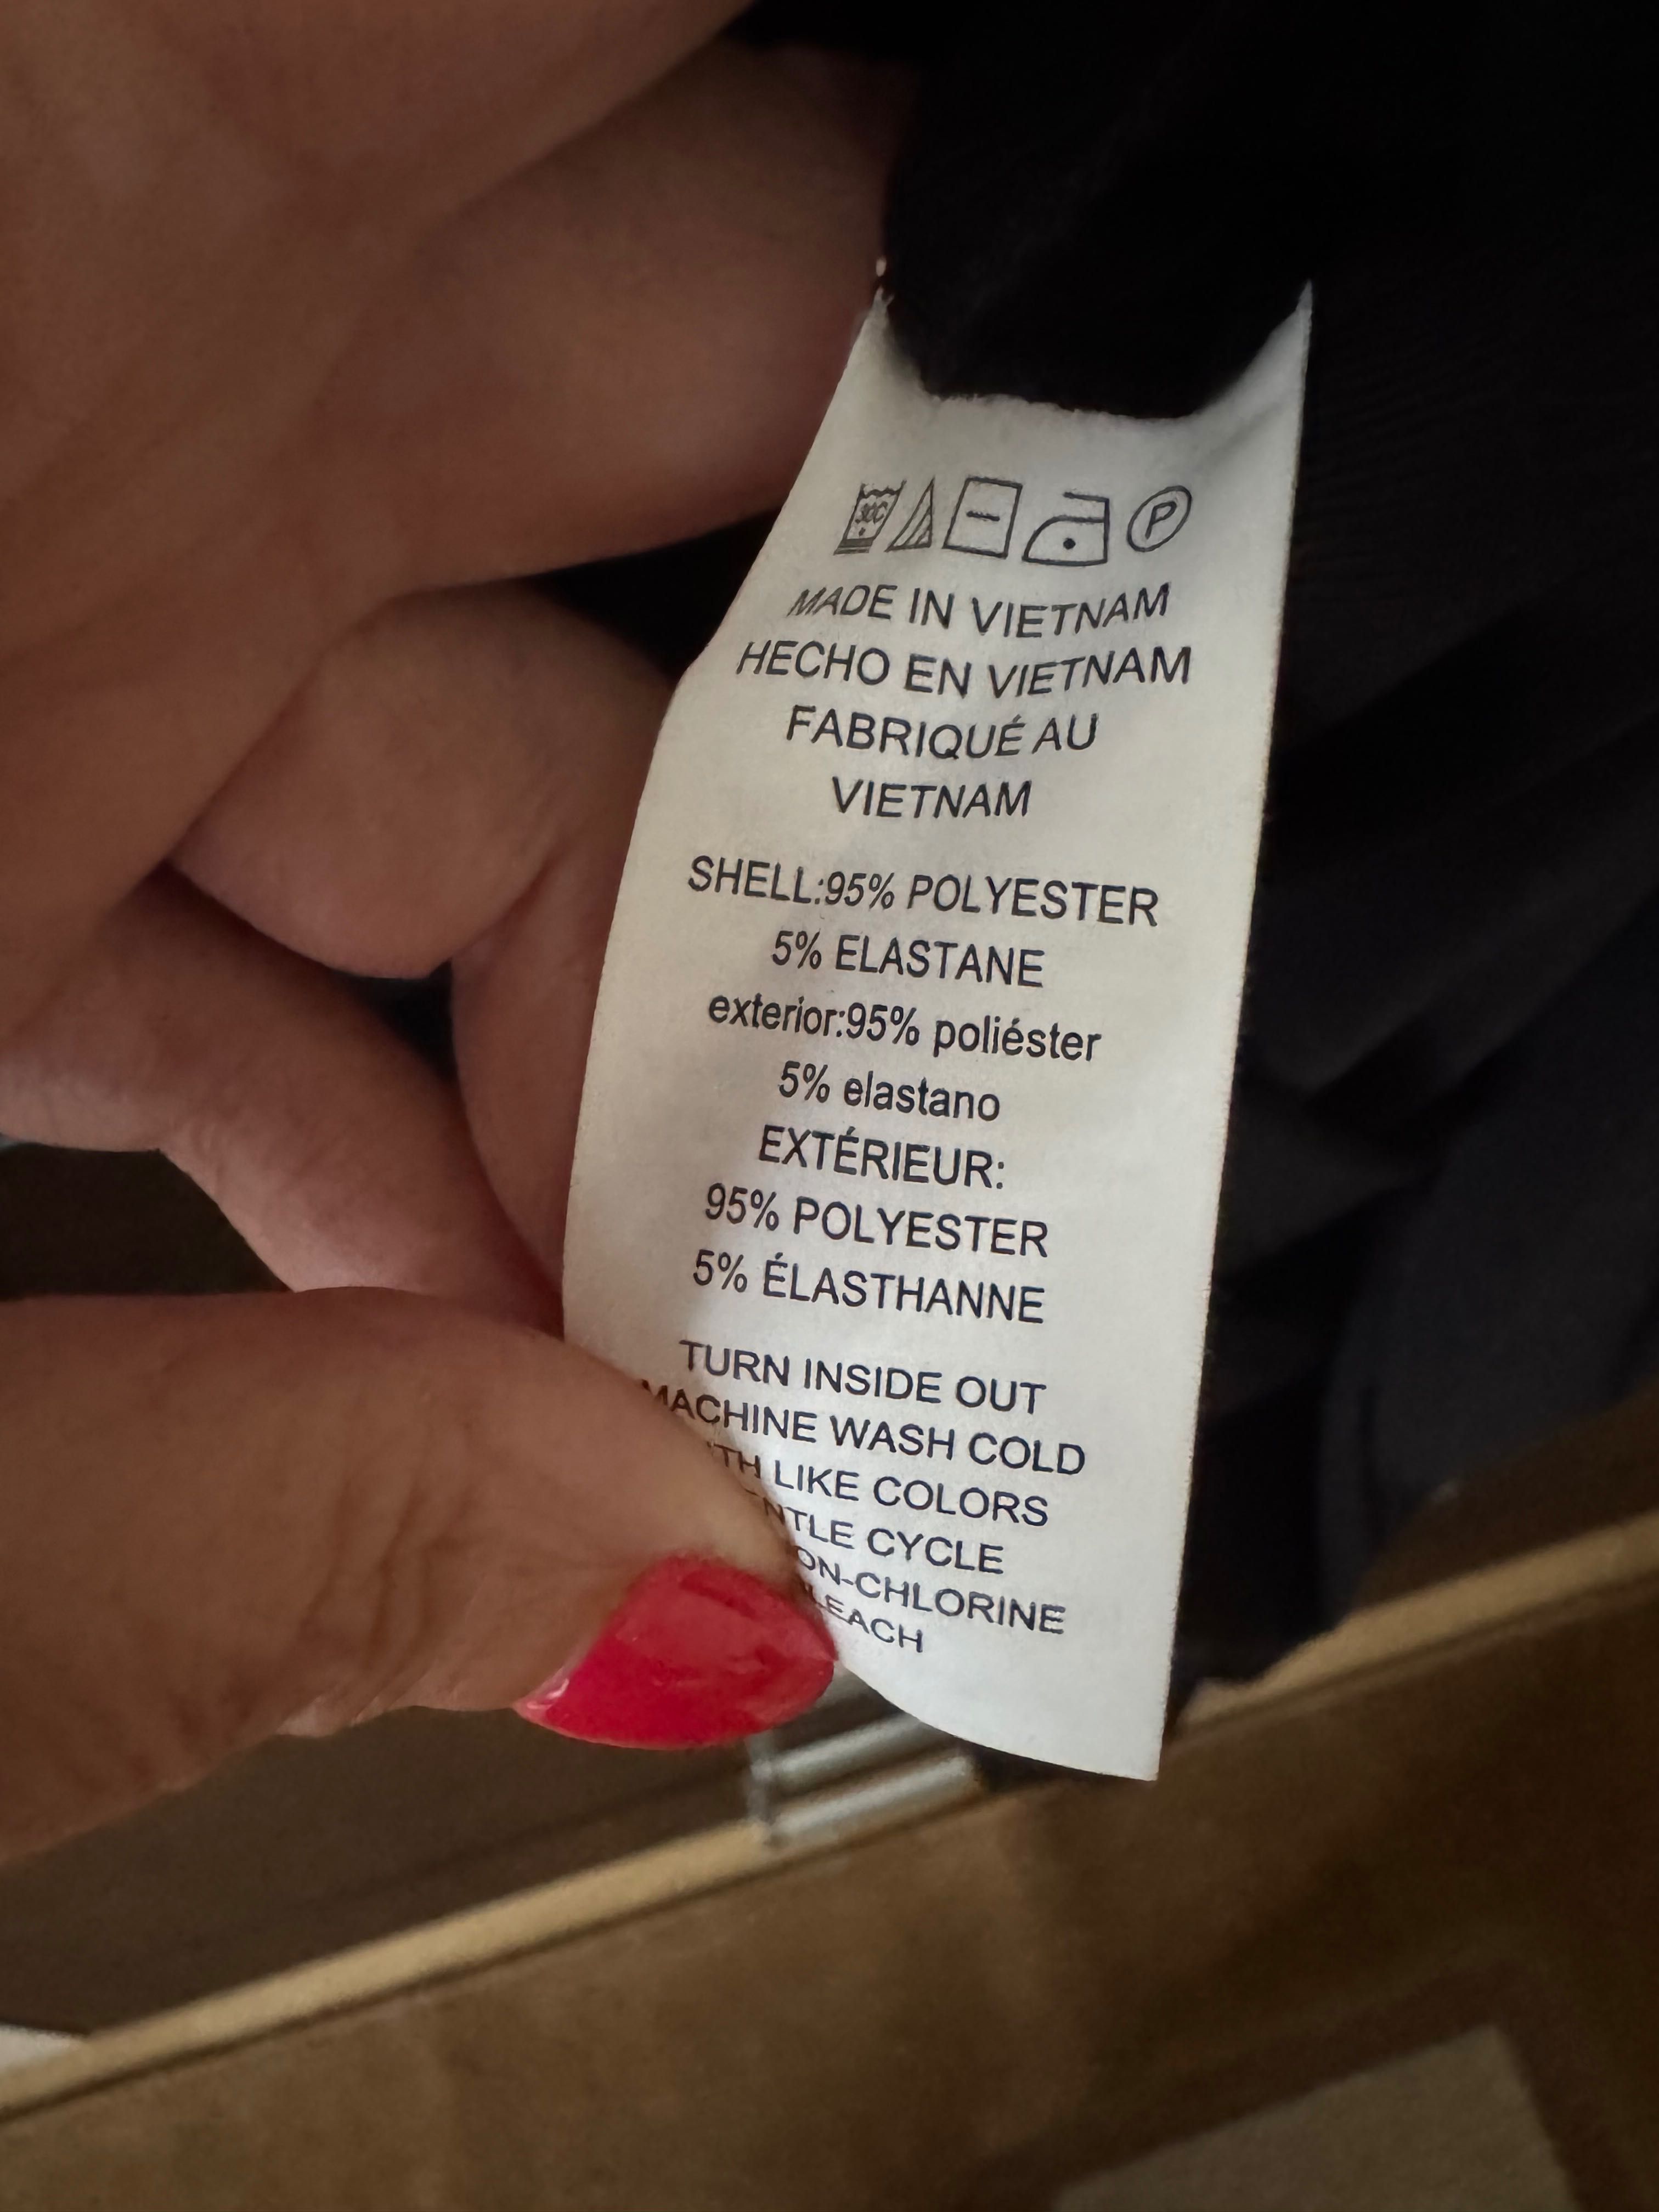 30C
P
MADE IN VIETNAM
HECHO EN VIETNAM
FABRIQUÉ AU
VIETNAM
SHELL:95% POLYESTER
5% ELASTANE
exterior:95% poliéster
5% elastano
EXTÉRIEUR:
95% POLYESTER
5% ÉLASTHANNE
TURN INSIDE OUT
MACHINE WASH COLD
LIKE COLORS
CYCLE